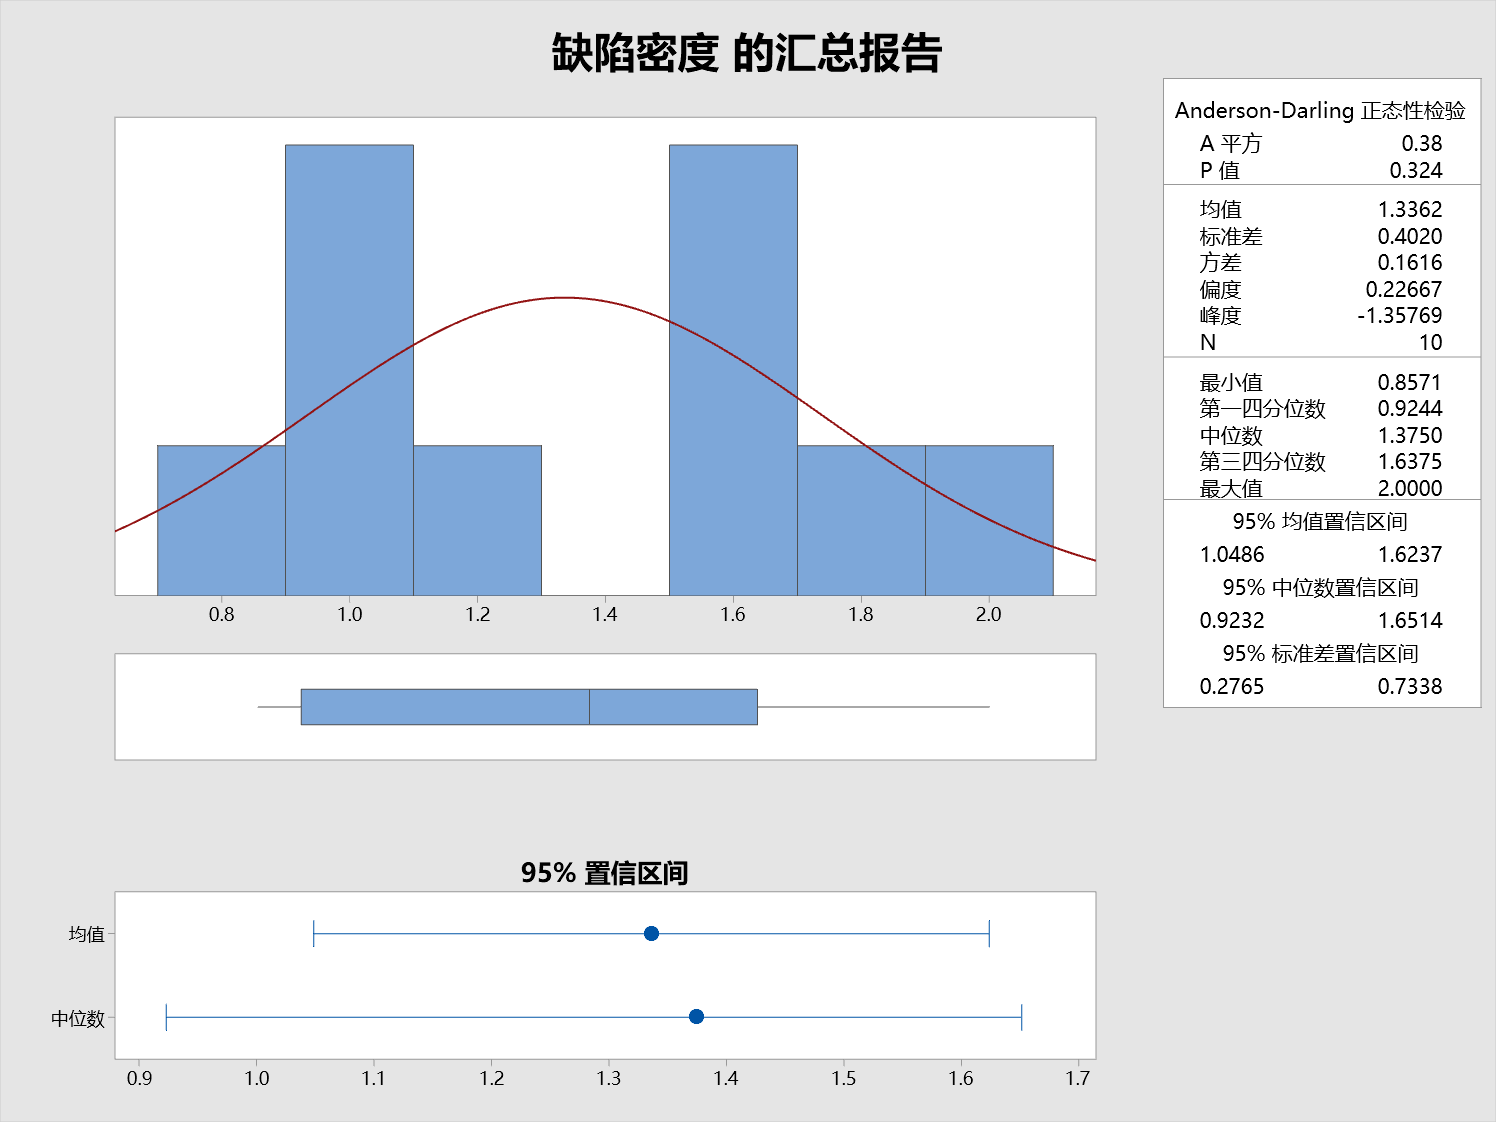 缺陷密度 的汇总报告
Anderson-Darling 正态性检验
A 平方 0.38
P 值 0.324
均值 1.3362
标准差 0.4020
方差 0.1616
偏度 0.22667
峰度 -1.35769
N 10
最小值 0.8571
第一四分位数 0.9244
中位数 1.3750
第三四分位数 1.6375
最大值 2.0000
95% 均值置信区间
1.0486 1.6237
95% 中位数置信区间
0.9232 1.6514
95% 标准差置信区间
0.2765 0.7338
0.8 1.0 1.2 1.4 1.6 1.8 2.0
95% 置信区间
均值
中位数
0.9 1.0 1.1 1.2 1.3 1.4 1.5 1.6 1.7